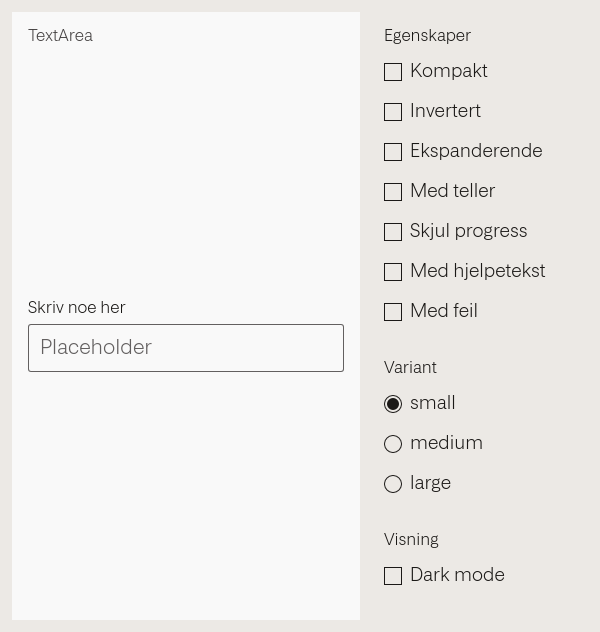 TextArea
Skriv noe her
Placeholder
Egenskaper
Kompakt
Invertert
Ekspanderende
Med teller
Skjul progress
Med hjelpetekst
Med feil
Variant
small
medium
large
Visning
Dark mode